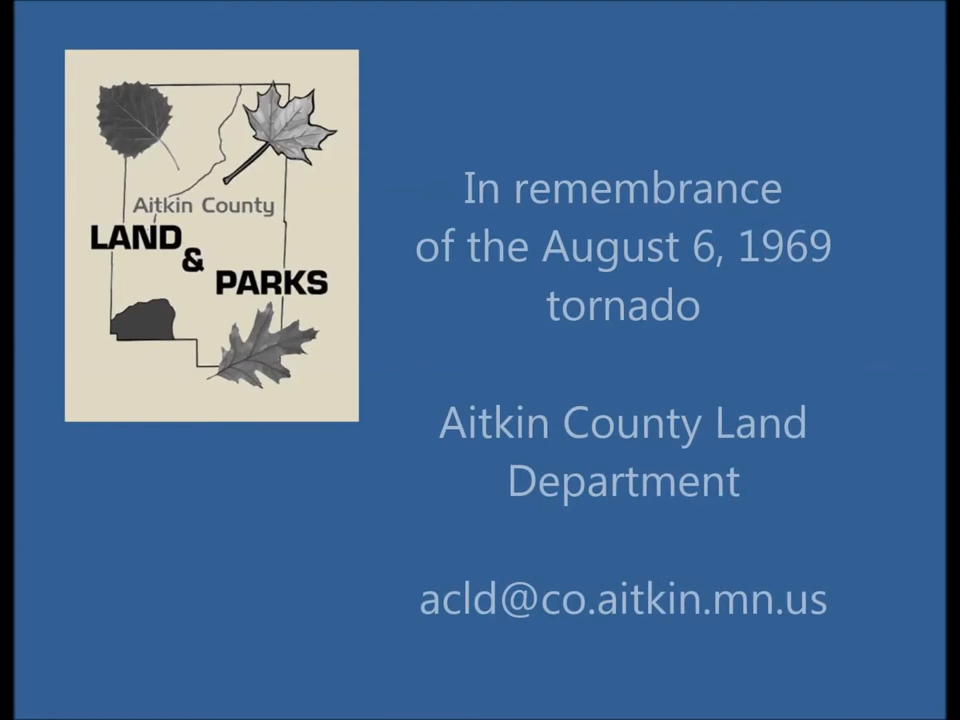 Aitkin County
LAND
&
PARKS
In remembrance
of the August 6, 1969
tornado
Aitkin County Land
Department
acld@co.aitkin.mn.us